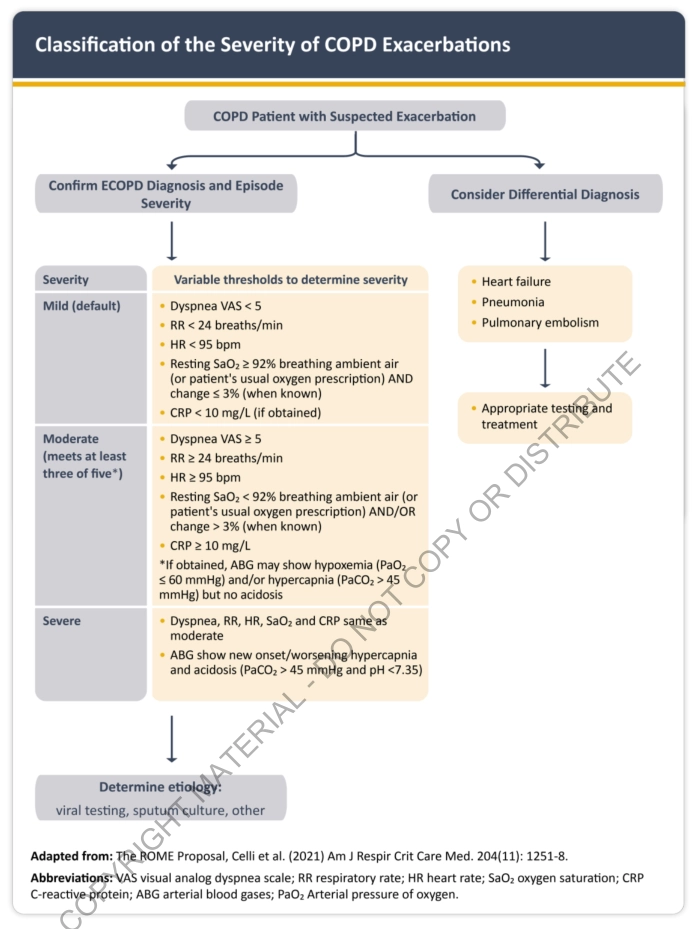 Classification of the Severity of COPD Exacerbations
COPD Patient with Suspected Exacerbation
Confirm ECOPD Diagnosis and Episode
Severity
Consider Differential Diagnosis
Severity
Variable thresholds to determine severity
Mild (default)
• Dyspnea VAS < 5
• RR < 24 breaths/min
• HR < 95 bpm
• Resting SaO₂ ≥ 92% breathing ambient air
(or patient's usual oxygen prescription) AND
change ≤ 3% (when known)
• CRP < 10 mg/L (if obtained)
Moderate
(meets at least
three of five*)
• Dyspnea VAS ≥ 5
• RR ≥ 24 breaths/min
• HR ≥ 95 bpm
• Resting SaO₂ < 92% breathing ambient air (or
patient's usual oxygen prescription) AND/OR
change > 3% (when known)
• CRP ≥ 10 mg/L
*If obtained, ABG may show hypoxemia (PaO₂
≤ 60 mmHg) and/or hypercapnia (PaCO₂ > 45
mmHg) but no acidosis
Severe
• Dyspnea, RR, HR, SaO₂ and CRP same as
moderate
• ABG show new onset/worsening hypercapnia
and acidosis (PaCO₂ > 45 mmHg and pH <7.35)
• Heart failure
• Pneumonia
• Pulmonary embolism
• Appropriate testing and
treatment
Determine etiology:
viral testing, sputum culture, other
Adapted from: The ROME Proposal, Celli et al. (2021) Am J Respir Crit Care Med. 204(11): 1251-8.
Abbreviations: VAS visual analog dyspnea scale; RR respiratory rate; HR heart rate; SaO₂ oxygen saturation; CRP
C-reactive protein; ABG arterial blood gases; PaO₂ Arterial pressure of oxygen.
COPYRIGHT MATERIAL - DO NOT COPY OR DISTRIBUTE